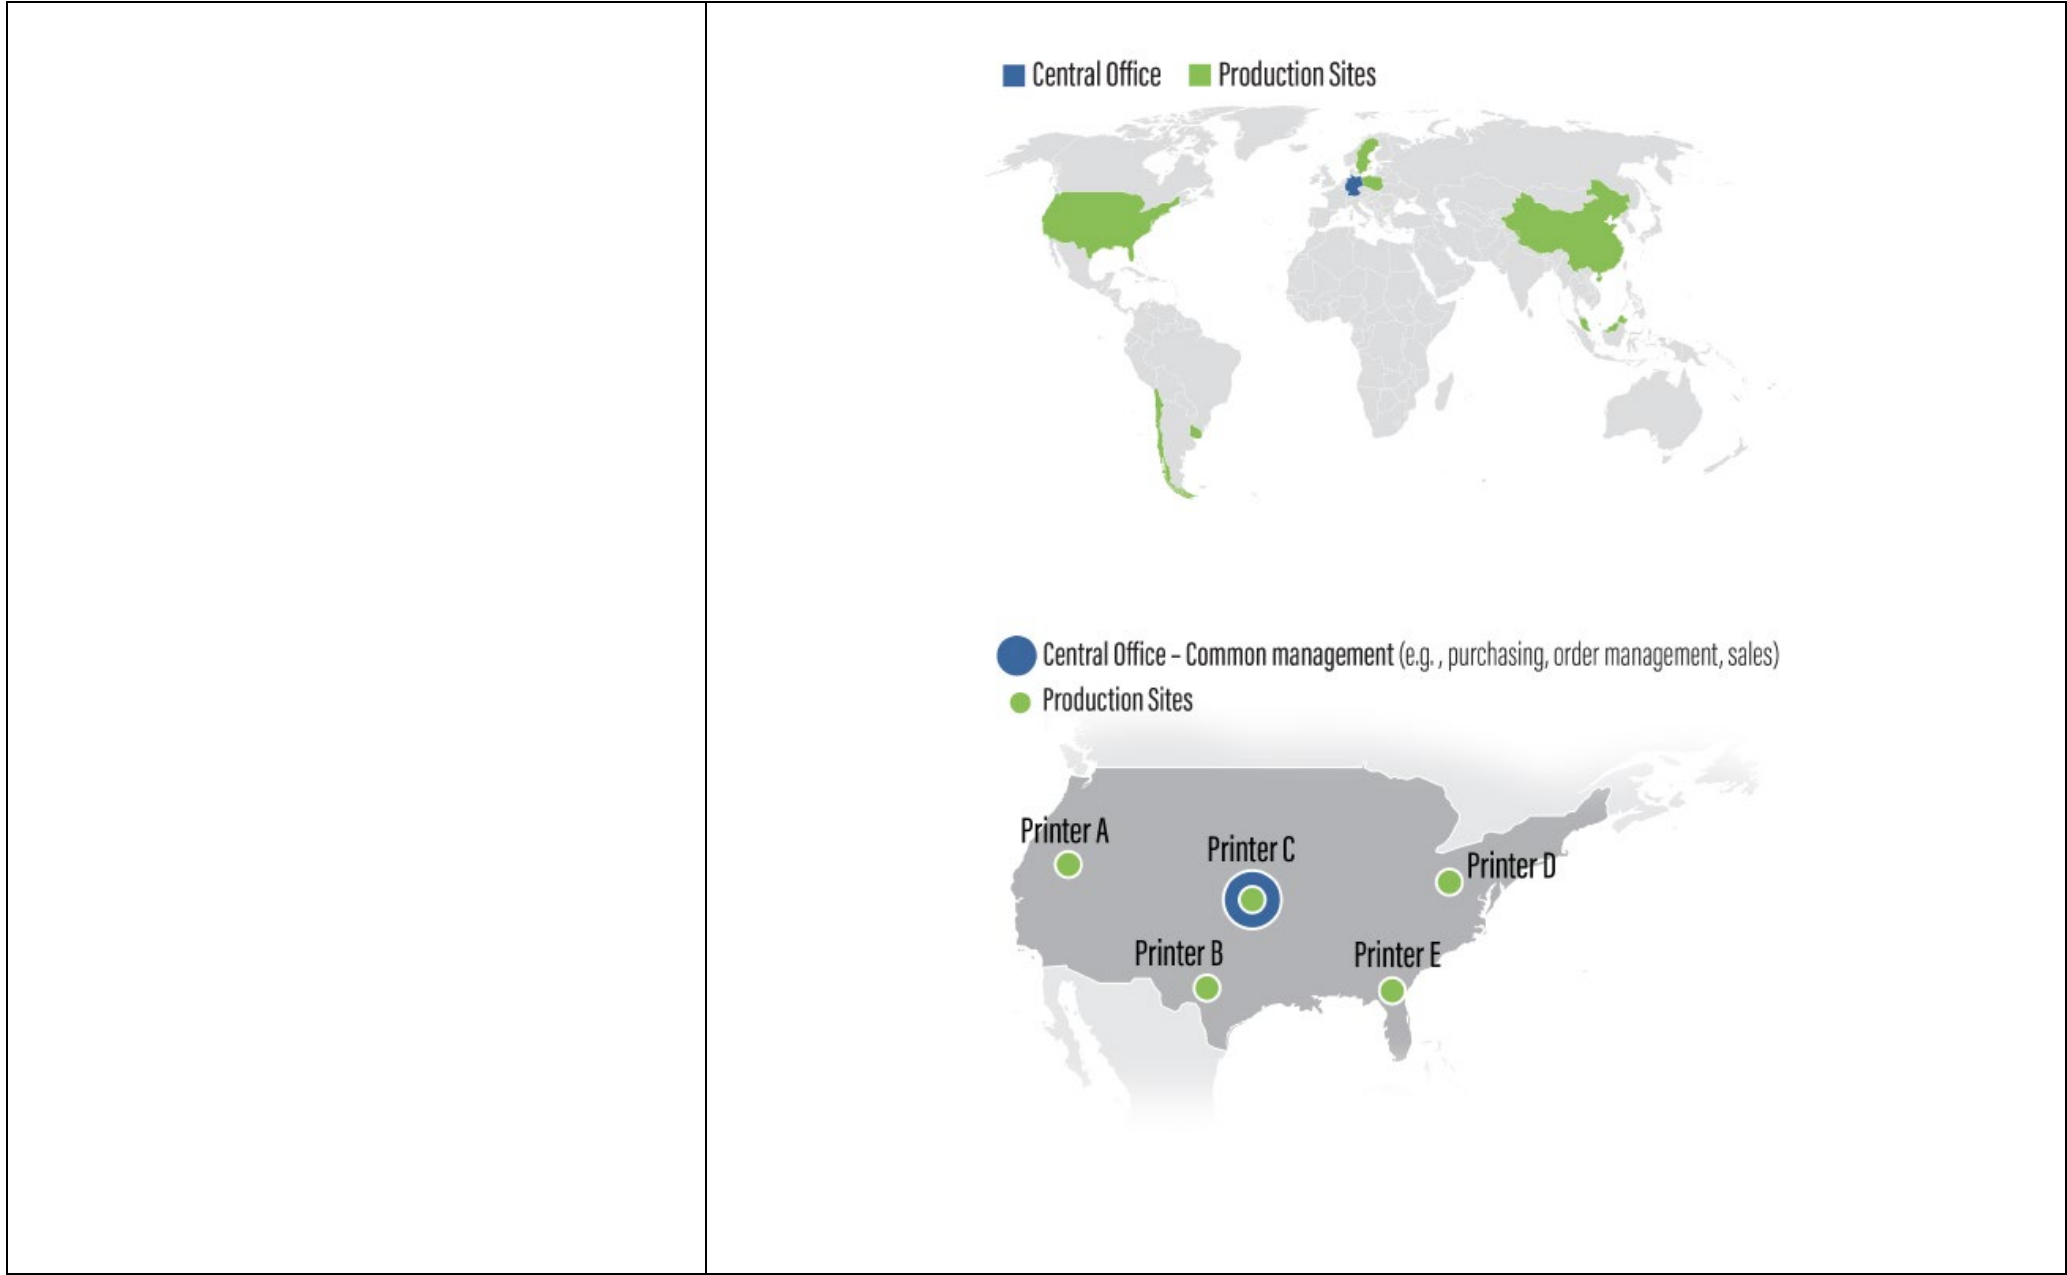 Central Office Production Sites
Central Office – Common management (e.g. , purchasing, order management, sales)
Production Sites
Printer A
Printer C
Printer D
Printer B
Printer E